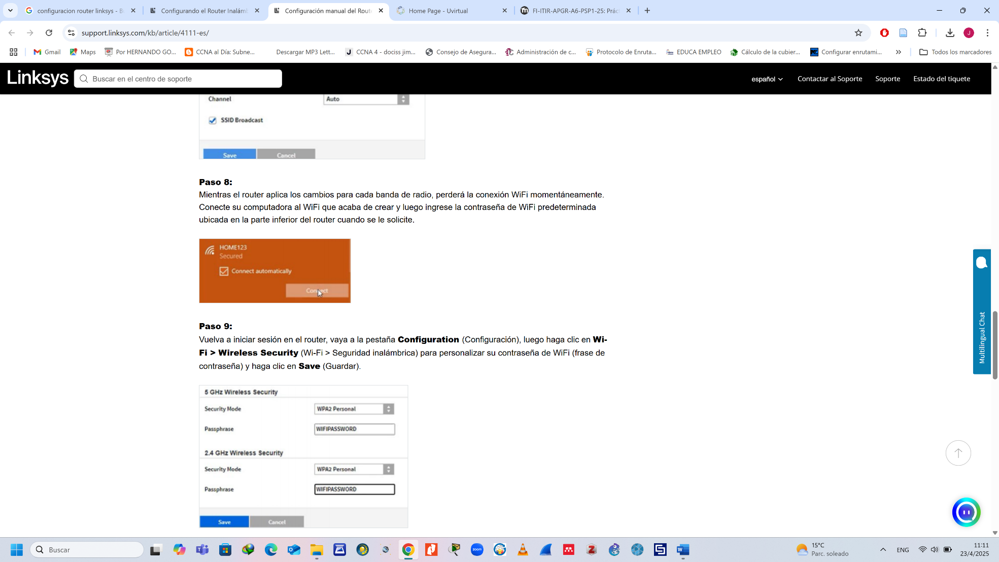 configuracion router linksys - B
Configurando el Router Inalám
Configuración manual del Rout
Home Page - Uvirtual
FI-ITIR-APGR-A6-PSP1-25: Prác
support.linksys.com/kb/article/4111-es/
J
Gmail
Maps
Por HERNANDO GO...
CCNA al Día: Subne...
Descargar MP3 Lett...
CCNA 4 - dociss jim...
Consejo de Asegura...
Administración de c...
Protocolo de Enruta...
EDUCA EMPLEO
Cálculo de la cubier...
Configurar enrutami...
Todos los marcadores
Linksys
Buscar en el centro de soporte
español
Contactar al Soporte
Soporte
Estado del tiquete
Channel
Auto
SSID Broadcast
Save
Cancel
Paso 8:
Mientras el router aplica los cambios para cada banda de radio, perderá la conexión WiFi momentáneamente.
Conecte su computadora al WiFi que acaba de crear y luego ingrese la contraseña de WiFi predeterminada
ubicada en la parte inferior del router cuando se le solicite.
HOME123
Secured
Connect automatically
Connect
Paso 9:
Vuelva a iniciar sesión en el router, vaya a la pestaña Configuration (Configuración), luego haga clic en Wi-
Fi > Wireless Security (Wi-Fi > Seguridad inalámbrica) para personalizar su contraseña de WiFi (frase de
contraseña) y haga clic en Save (Guardar).
5 GHz Wireless Security
Security Mode
WPA2 Personal
Passphrase
WIFIPASSWORD
2.4 GHz Wireless Security
Security Mode
WPA2 Personal
Passphrase
WIFIPASSWORD
Save
Cancel
Multilingual Chat
Buscar
zoom
15°C
Parc. soleado
ENG
11:11
23/4/2025